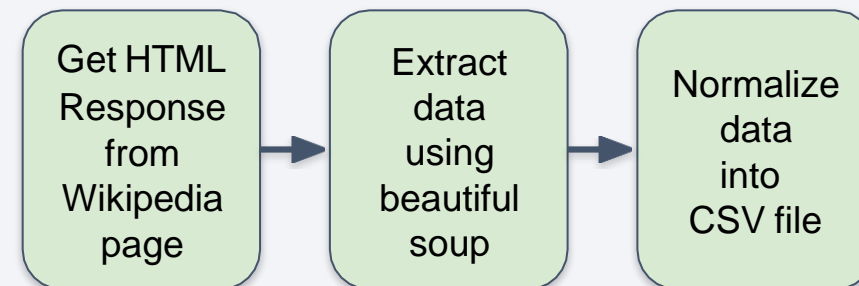 Get HTML
Response
from
Wikipedia
page
Extract
data
using
beautiful
soup
Normalize
data
into
CSV file